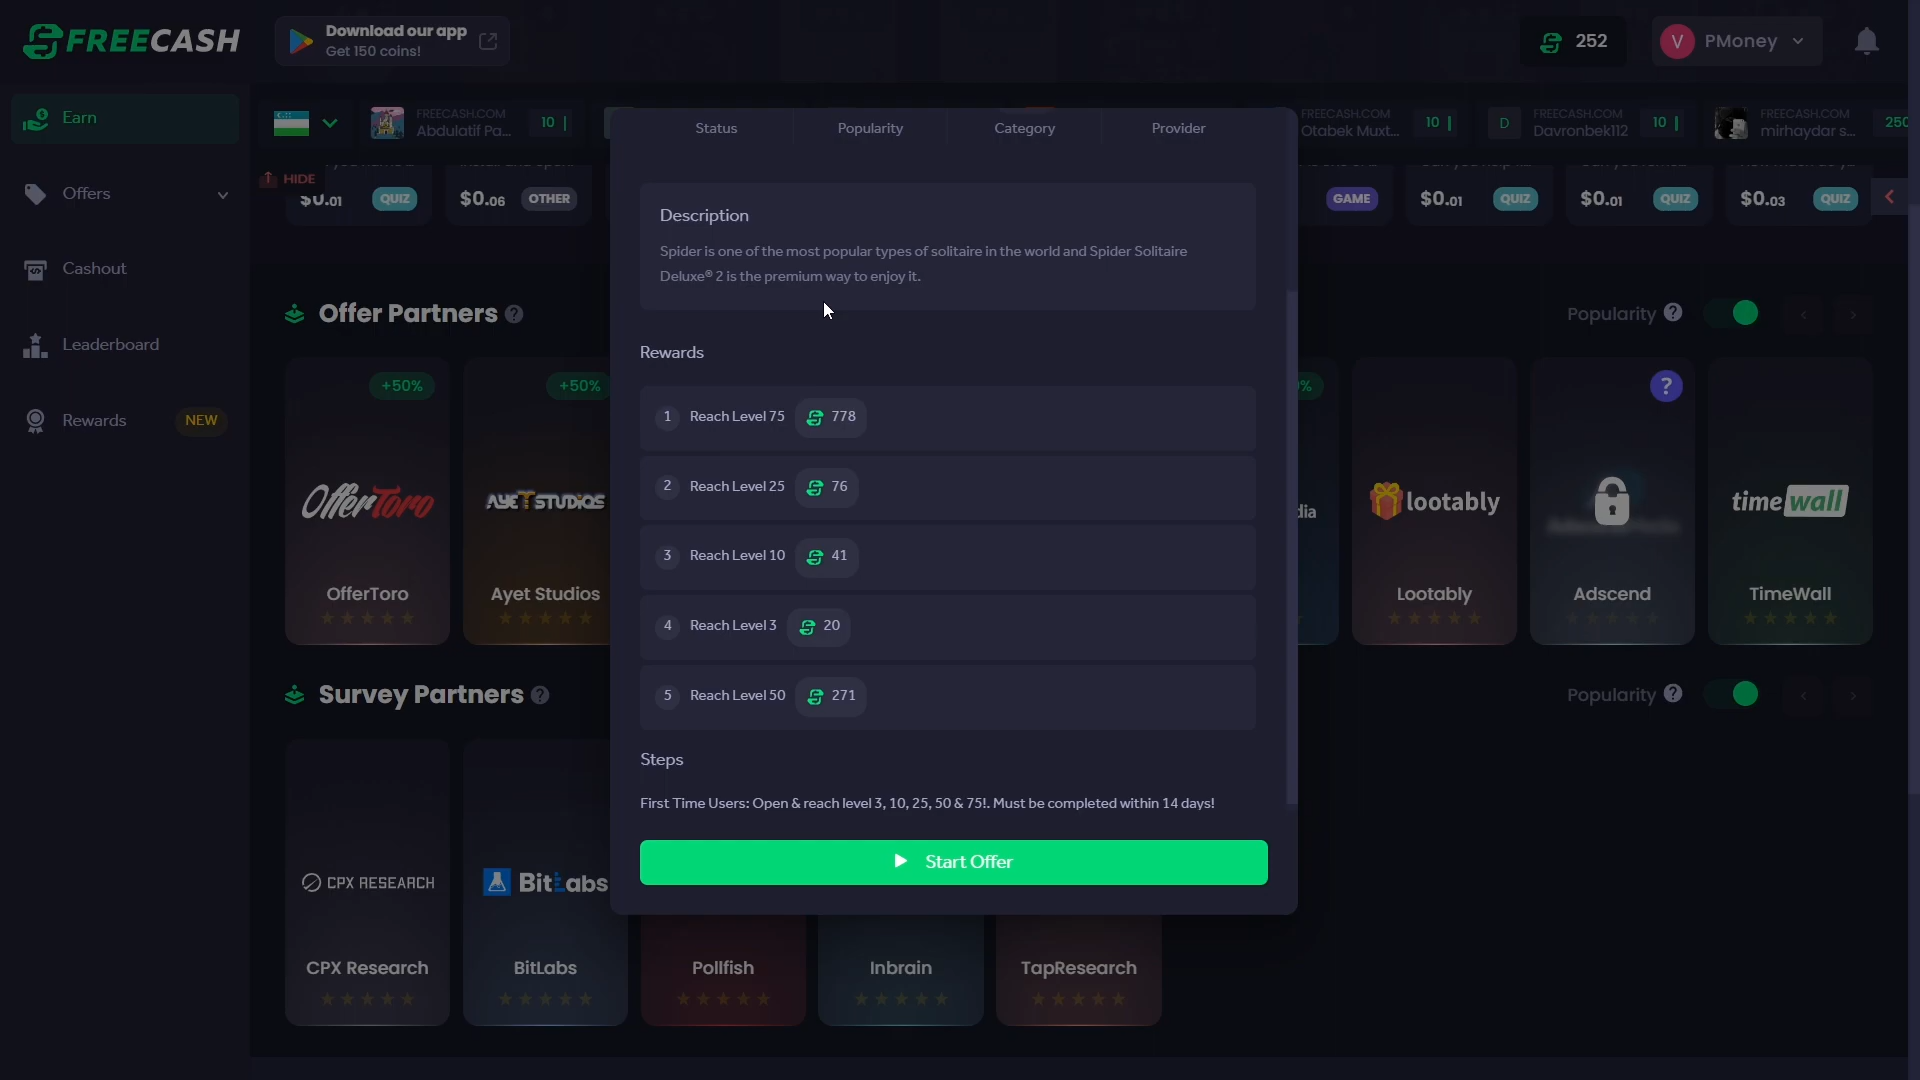 FREECASH
Download our app
Get 150 coins!
252
V
PMoney
Earn
Offers
Cashout
Leaderboard
Rewards
NEW
FREECASH.COM
Abdulatif Pa...
10
FREECASH.COM
Otabek Muxt...
10
D
FREECASH.COM
Davronbek112
10
FREECASH.COM
mirhaydar s...
250
HIDE
$0.01
QUIZ
$0.06
OTHER
GAME
$0.01
QUIZ
$0.01
QUIZ
$0.03
QUIZ
Offer Partners ?
Popularity ?
+50%
OfferToro
OfferToro
+50%
AYET STUDIOS
Ayet Studios
%
dia
lootably
Lootably
?
Adscend
timewall
TimeWall
Survey Partners ?
Popularity ?
CPX RESEARCH
CPX Research
BitLabs
BitLabs
Pollfish
Inbrain
TapResearch
Status
Popularity
Category
Provider
Description
Spider is one of the most popular types of solitaire in the world and Spider Solitaire
Deluxe® 2 is the premium way to enjoy it.
Rewards
1 Reach Level 75 778
2 Reach Level 25 76
3 Reach Level 10 41
4 Reach Level 3 20
5 Reach Level 50 271
Steps
First Time Users: Open & reach level 3, 10, 25, 50 & 75!. Must be completed within 14 days!
Start Offer